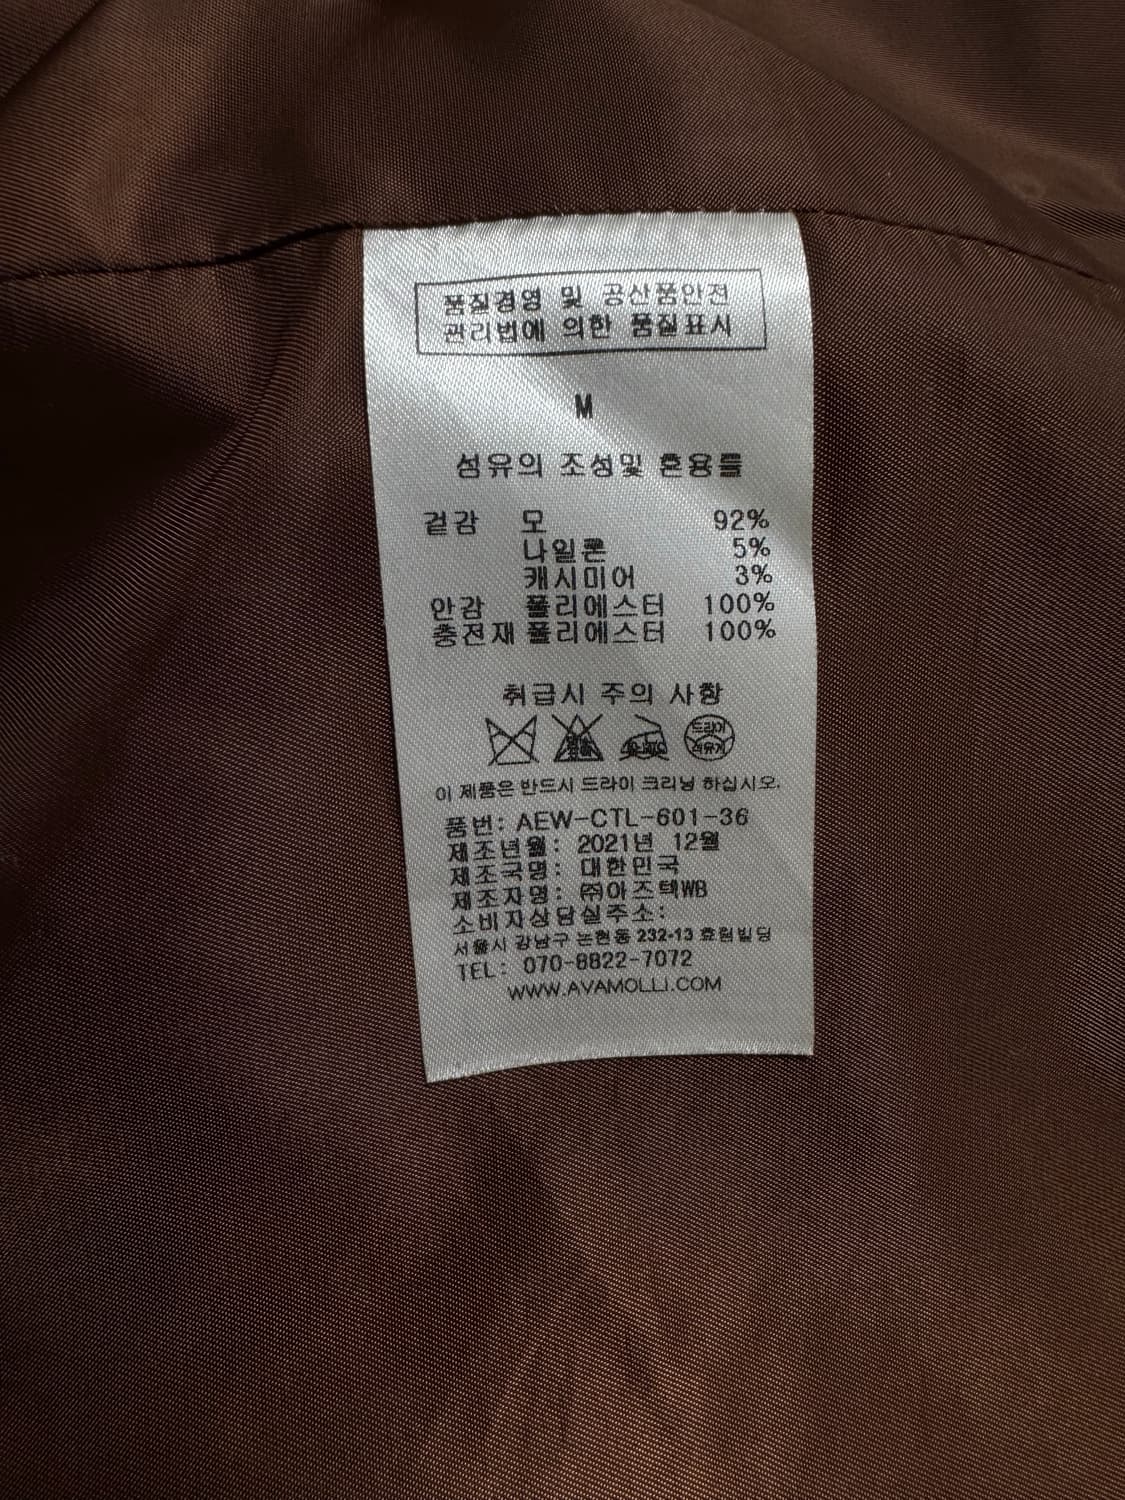 품질경영 및 공산품안전
관리법에 의한 품질표시
M
섬유의 조성및 혼용률
겉감 모 92%
나일론 5%
캐시미어 3%
안감 폴리에스터 100%
충전재 폴리에스터 100%
취급시 주의 사항
드라이
석유계
이 제품은 반드시 드라이 크리닝 하십시오.
품번: AEW-CTL-601-36
제조년월: 2021년 12월
제조국명: 대한민국
제조자명: ㈜아즈텍WB
소비자상담실주소:
서울시 강남구 논현동 232-13 효림빌딩
TEL: 070-8822-7072
WWW.AVAMOLLI.COM